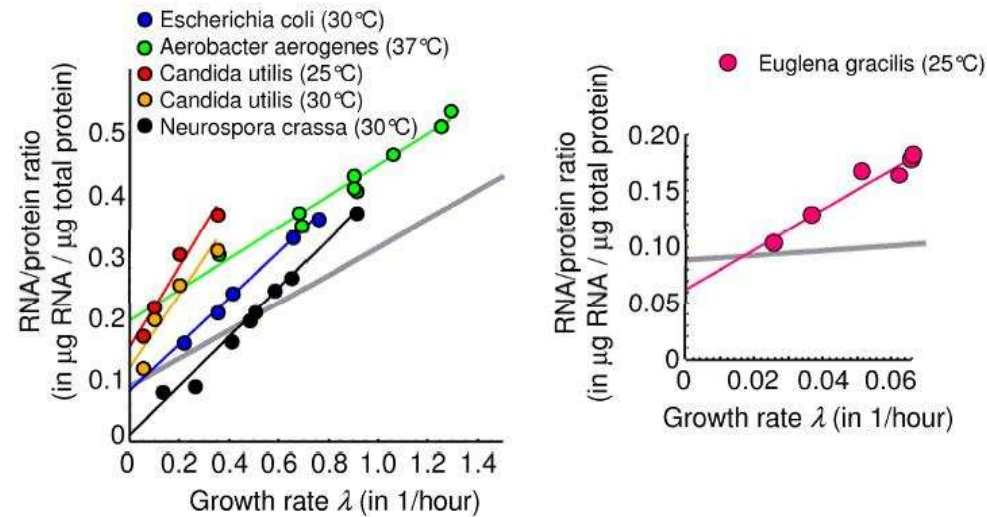 Escherichia coli (30°C)
Aerobacter aerogenes (37°C)
Candida utilis (25°C)
Candida utilis (30°C)
Neurospora crassa (30°C)
RNA/protein ratio
(in μg RNA / μg total protein)
0.5
0.4
0.3
0.2
0.1
0
0 0.2 0.4 0.6 0.8 1.0 1.2 1.4
Growth rate λ (in 1/hour)
Euglena gracilis (25°C)
RNA/protein ratio
(in μg RNA / μg total protein)
0.20
0.15
0.10
0.05
0
0 0.02 0.04 0.06
Growth rate λ (in 1/hour)